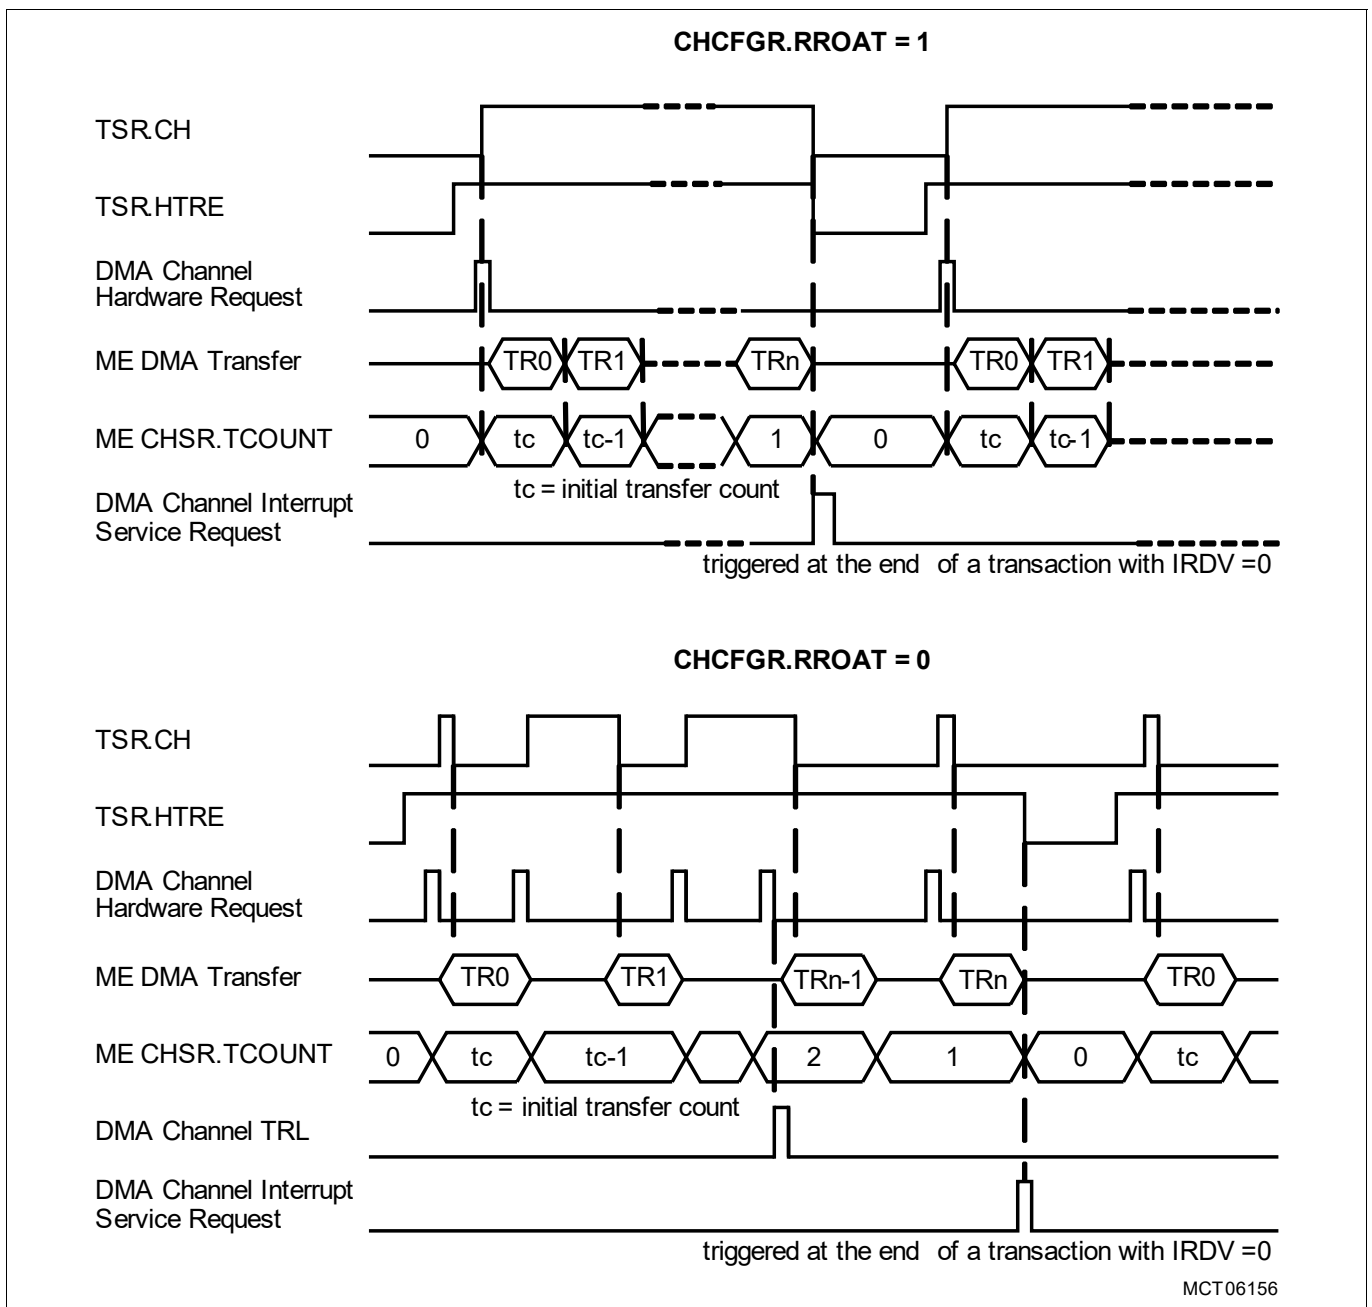 CHCFGR.RROAT = 1
TSR.CH
TSR.HTRE
DMA Channel
Hardware Request
ME DMA Transfer TR0 TR1 TRn TR0 TR1
ME CHSR.TCOUNT 0 tc tc-1 1 0 tc tc-1
tc = initial transfer count
DMA Channel Interrupt
Service Request
triggered at the end of a transaction with IRDV =0
CHCFGR.RROAT = 0
TSR.CH
TSR.HTRE
DMA Channel
Hardware Request
ME DMA Transfer TR0 TR1 TRn-1 TRn TR0
ME CHSR.TCOUNT 0 tc tc-1 2 1 0 tc
tc = initial transfer count
DMA Channel TRL
DMA Channel Interrupt
Service Request
triggered at the end of a transaction with IRDV =0
MCT06156